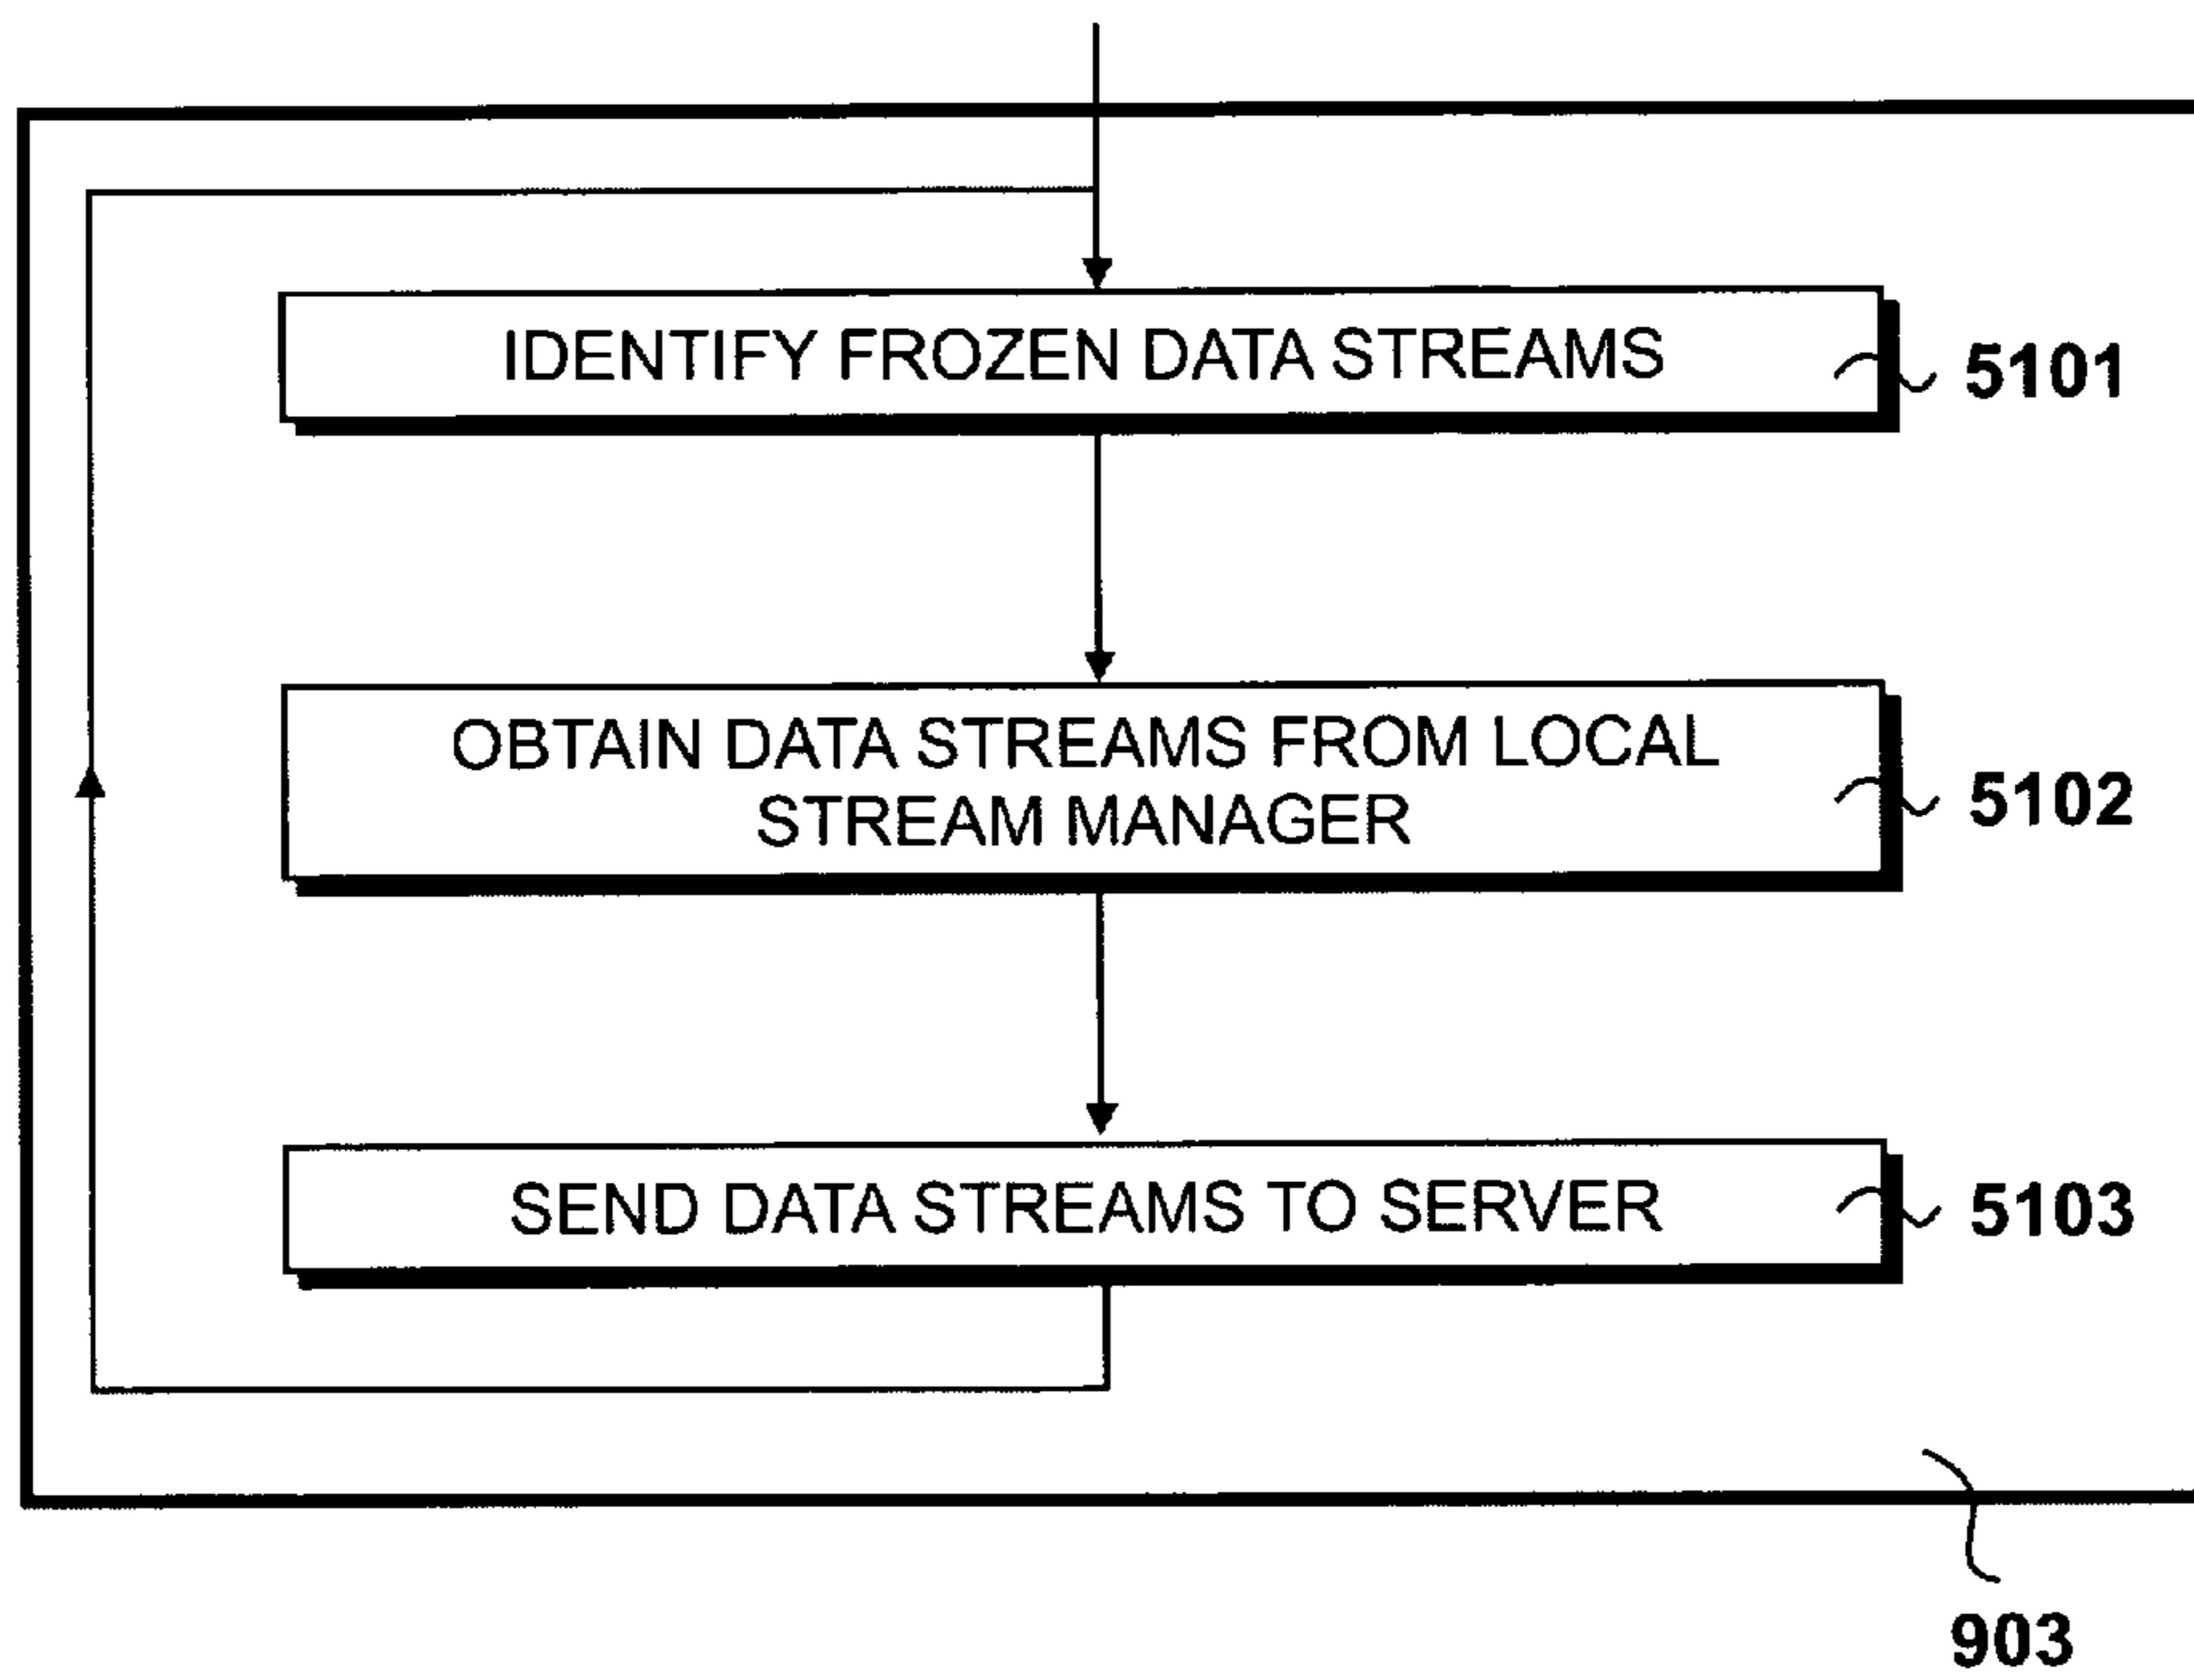 IDENTIFY FROZEN DATA STREAMS
5101
OBTAIN DATA STREAMS FROM LOCAL
STREAM MANAGER
5102
SEND DATA STREAMS TO SERVER
5103
903